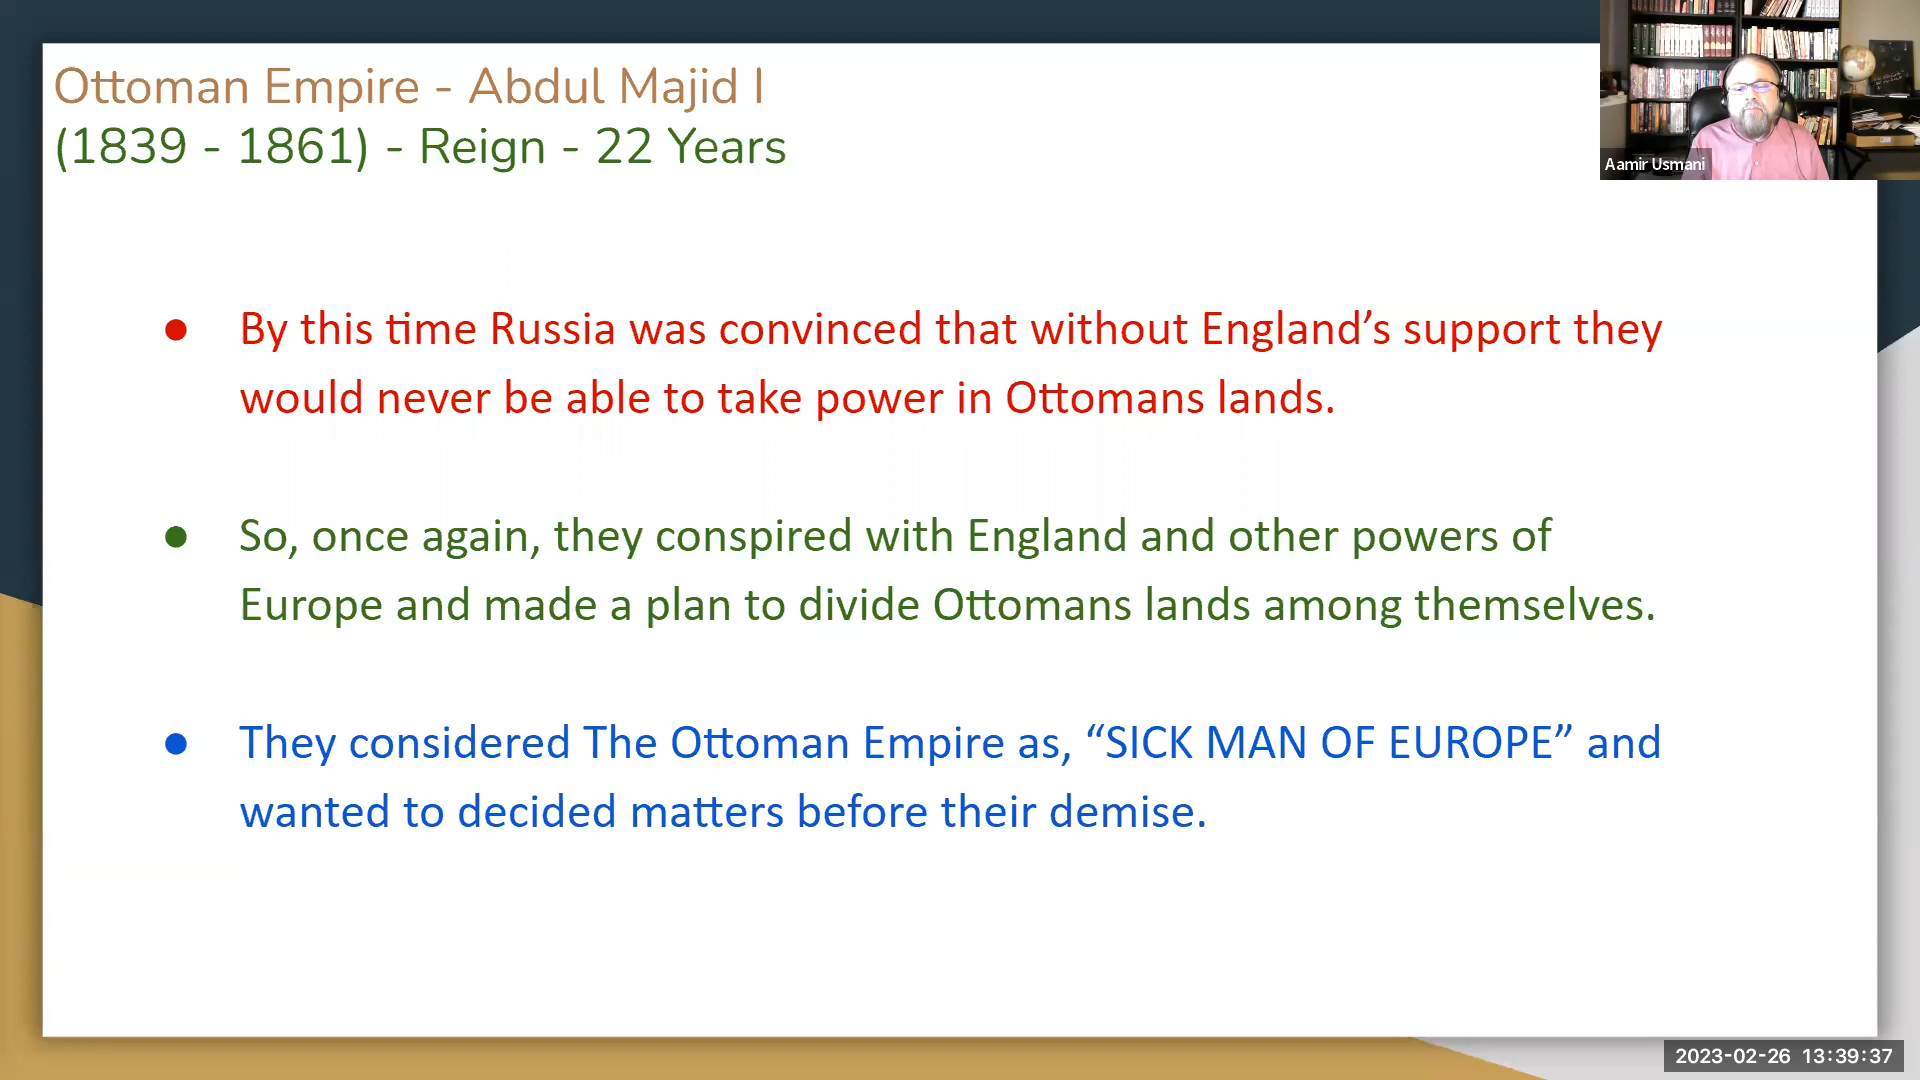 Ottoman Empire - Abdul Majid I
(1839 - 1861) - Reign - 22 Years
Aamir Usmani
● By this time Russia was convinced that without England’s support they
would never be able to take power in Ottomans lands.
● So, once again, they conspired with England and other powers of
Europe and made a plan to divide Ottomans lands among themselves.
● They considered The Ottoman Empire as, “SICK MAN OF EUROPE” and
wanted to decided matters before their demise.
2023-02-26 13:39:37